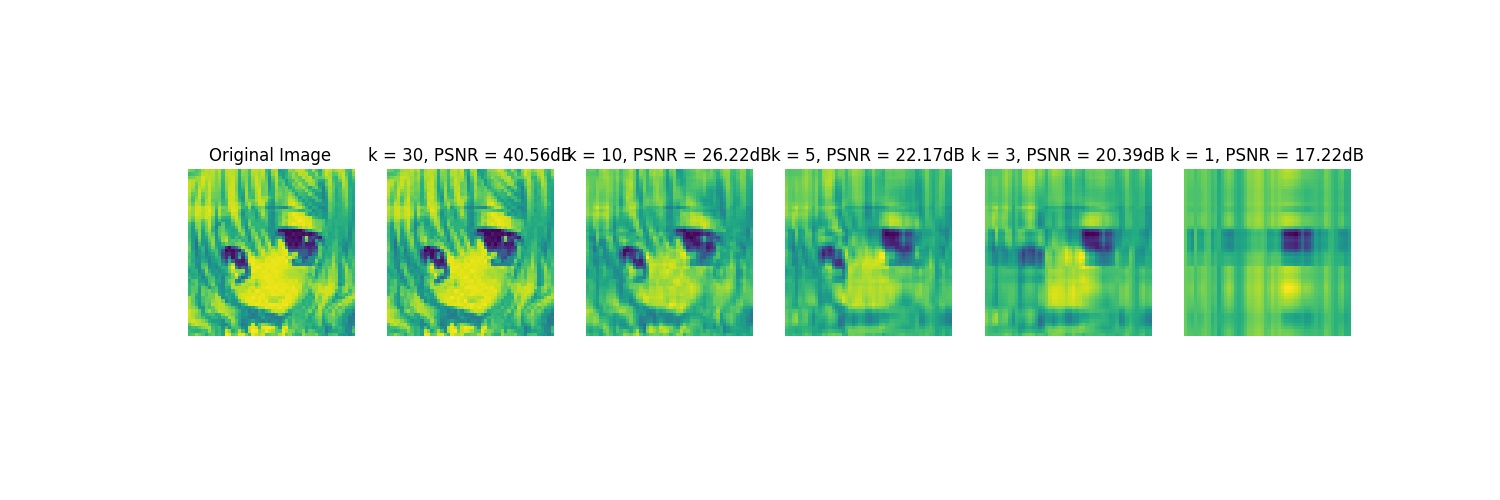 Original Image
k = 30, PSNR = 40.56dB
k = 10, PSNR = 26.22dB
k = 5, PSNR = 22.17dB
k = 3, PSNR = 20.39dB
k = 1, PSNR = 17.22dB